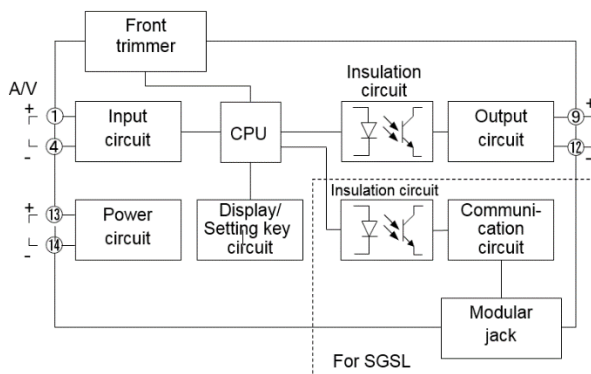 Front
trimmer
A/V
+
①
④
-
Input
circuit
CPU
Insulation
circuit
Output
circuit
⑨
+
⑫
-
+
⑬
⑭
-
Power
circuit
Display/
Setting key
circuit
Insulation circuit
Communi-
cation
circuit
Modular
jack
For SGSL